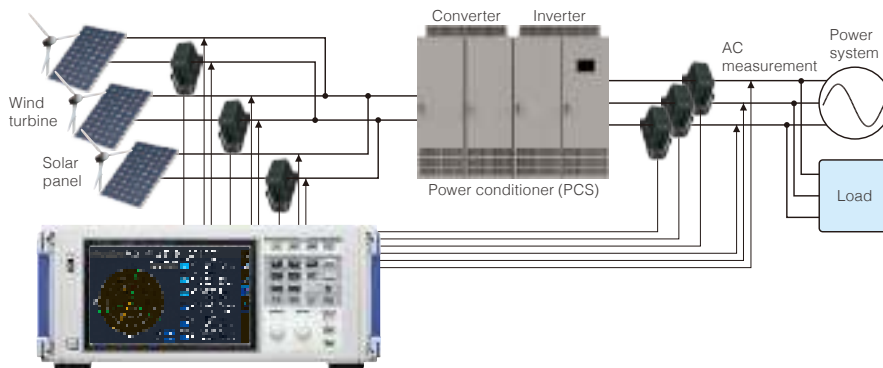 Converter
Inverter
AC
measurement
Power
system
Wind
turbine
Solar
panel
Power conditioner (PCS)
Load